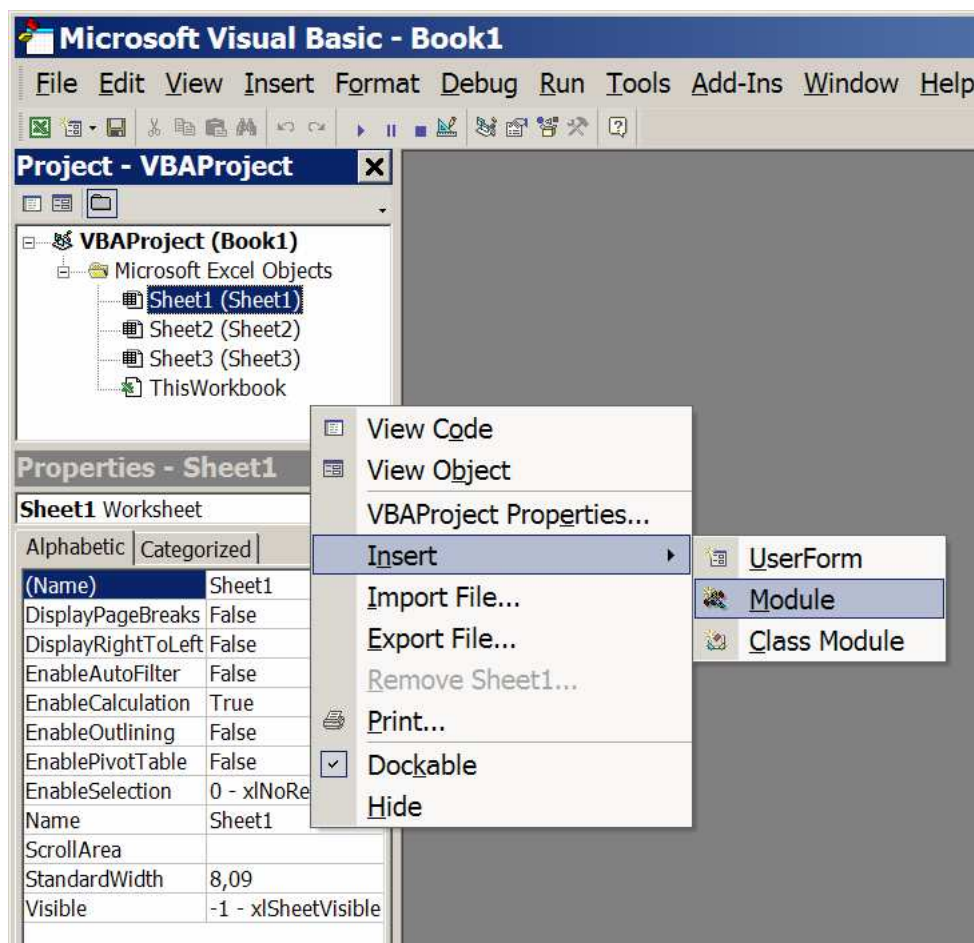 Microsoft Visual Basic - Book1
File Edit View Insert Format Debug Run Tools Add-Ins Window Help
Project - VBAProject
VBAProject (Book1)
Microsoft Excel Objects
Sheet1 (Sheet1)
Sheet2 (Sheet2)
Sheet3 (Sheet3)
ThisWorkbook
Properties - Sheet1
Sheet1 Worksheet
Alphabetic Categorized
(Name) Sheet1
DisplayPageBreaks False
DisplayRightToLeft False
EnableAutoFilter False
EnableCalculation True
EnableOutlining False
EnablePivotTable False
EnableSelection 0 - xlNoRe
Name Sheet1
ScrollArea
StandardWidth 8,09
Visible -1 - xlSheetVisible
View Code
View Object
VBAProject Properties...
Insert
Import File...
Export File...
Remove Sheet1...
Print...
Dockable
Hide
UserForm
Module
Class Module